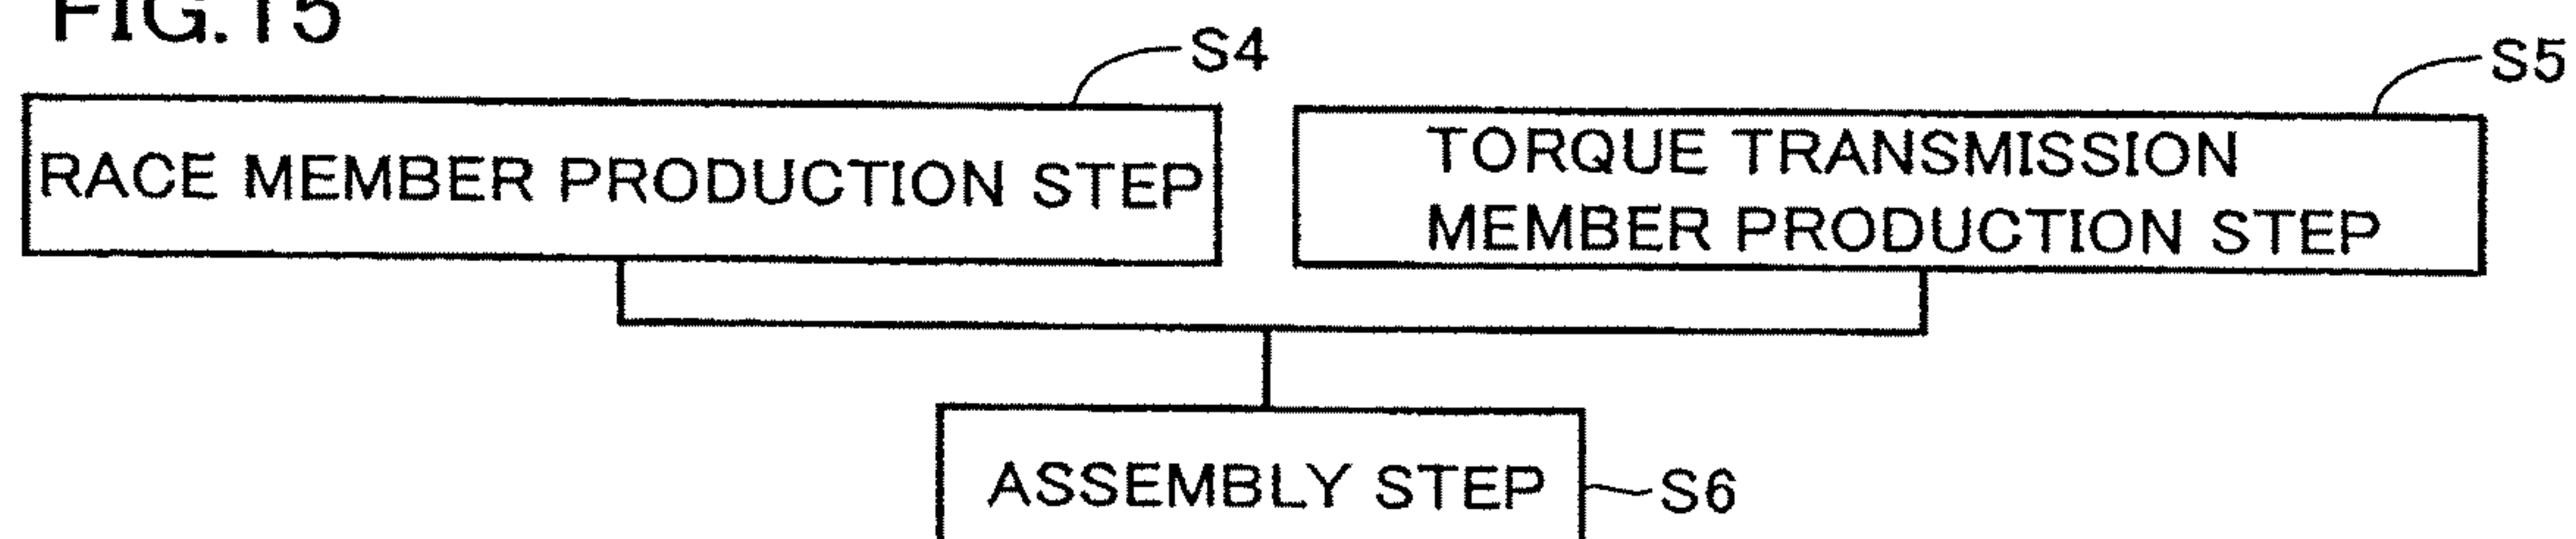 FIG.15
S4
S5
RACE MEMBER PRODUCTION STEP
TORQUE TRANSMISSION
MEMBER PRODUCTION STEP
ASSEMBLY STEP
S6